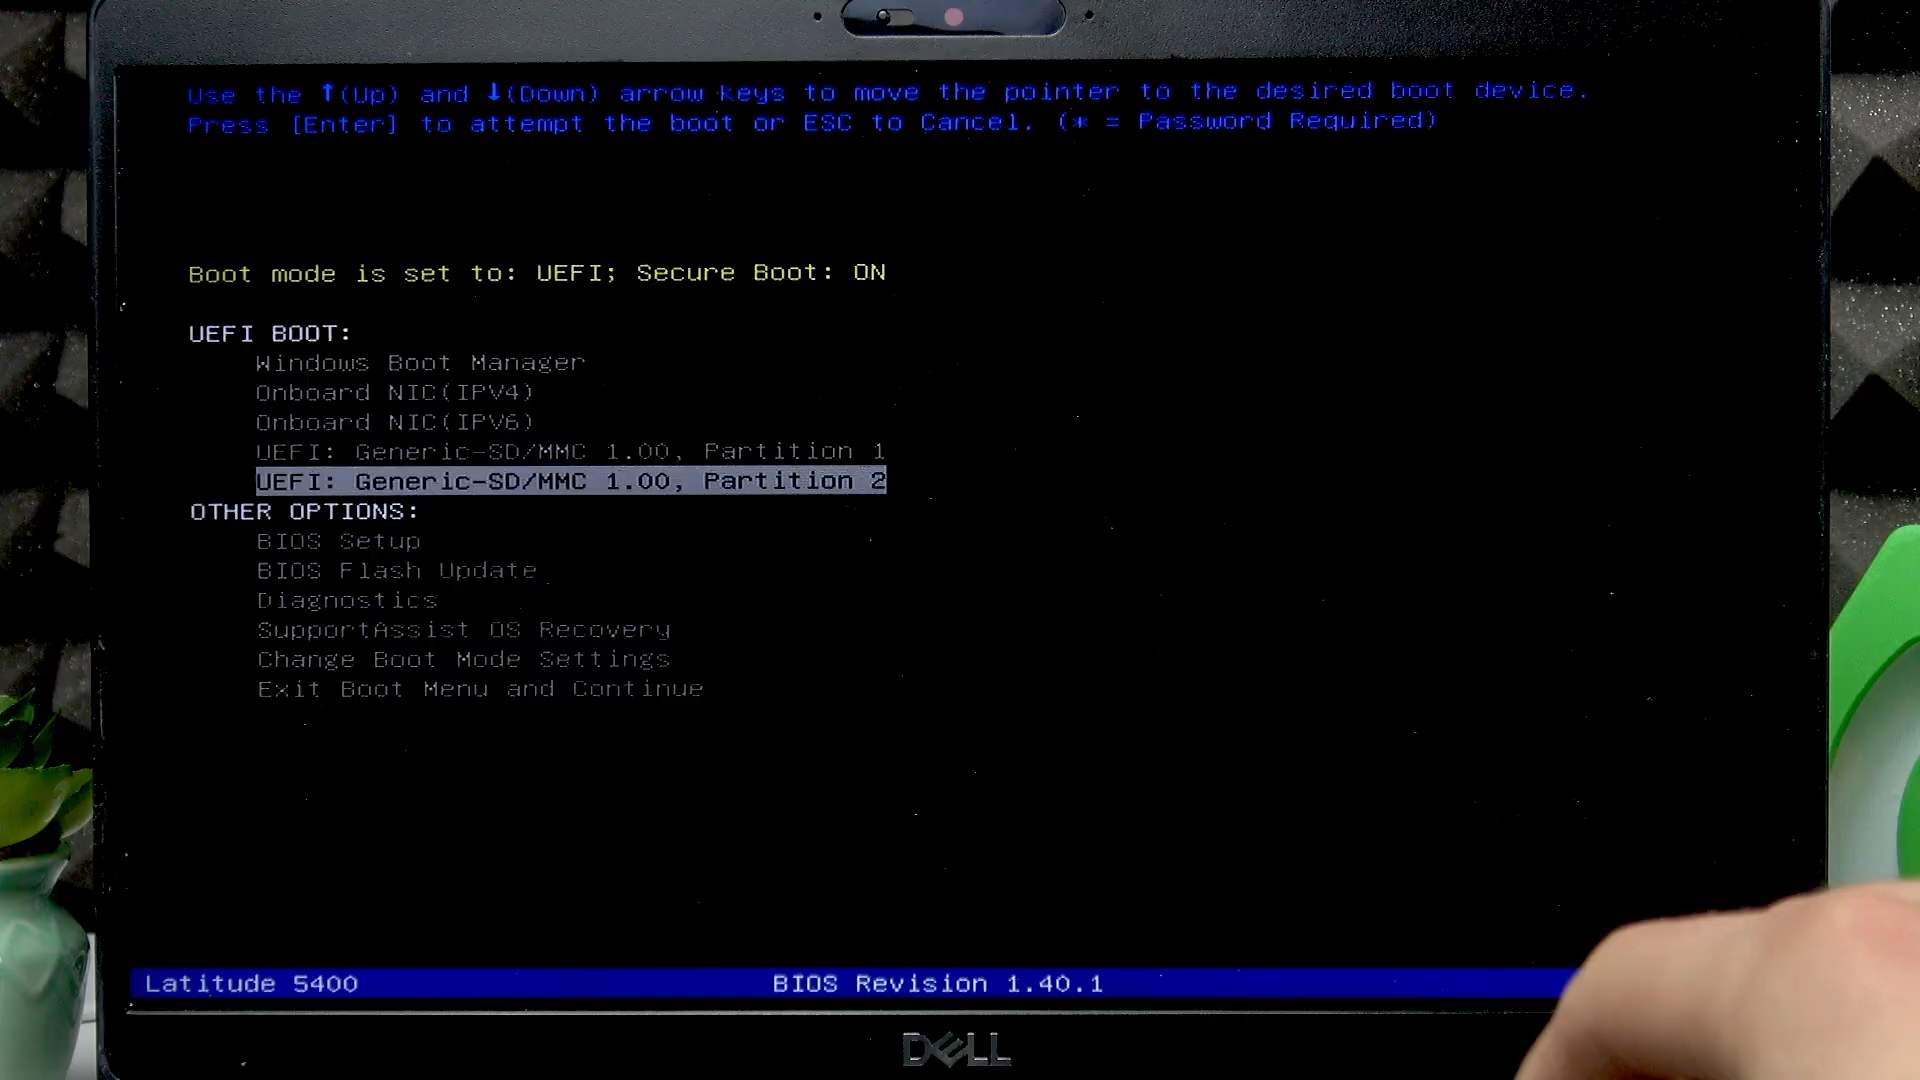 Use the ↑(Up) and ↓(Down) arrow keys to move the pointer to the desired boot device.
Press [Enter] to attempt the boot or ESC to Cancel. (* = Password Required)
Boot mode is set to: UEFI; Secure Boot: ON
UEFI BOOT:
Windows Boot Manager
Onboard NIC(IPV4)
Onboard NIC(IPV6)
UEFI: Generic-SD/MMC 1.00, Partition 1
UEFI: Generic-SD/MMC 1.00, Partition 2
OTHER OPTIONS:
BIOS Setup
BIOS Flash Update
Diagnostics
SupportAssist OS Recovery
Change Boot Mode Settings
Exit Boot Menu and Continue
Latitude 5400 BIOS Revision 1.40.1
DELL